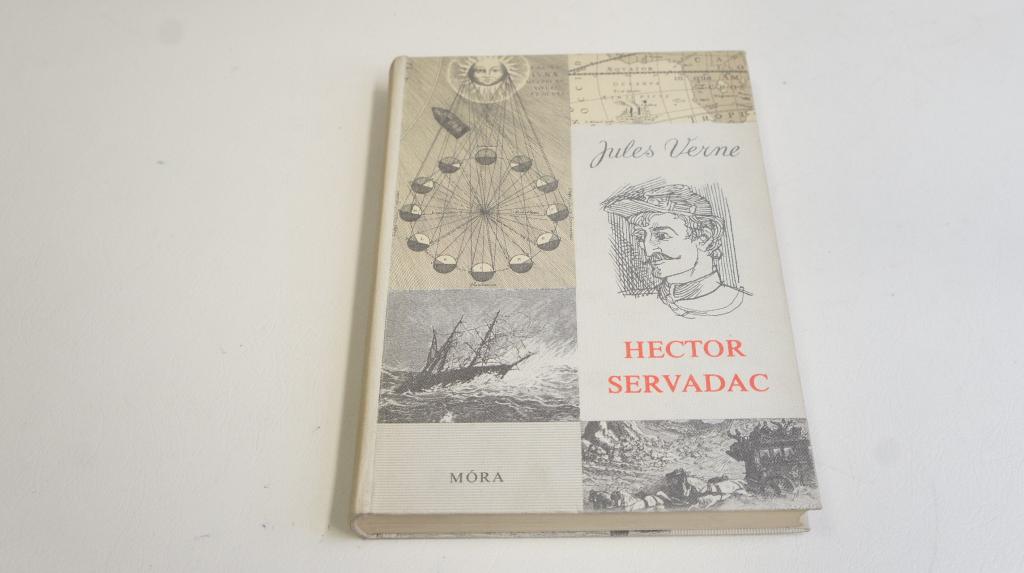 Jules Verne
HECTOR
SERVADAC
MÓRA